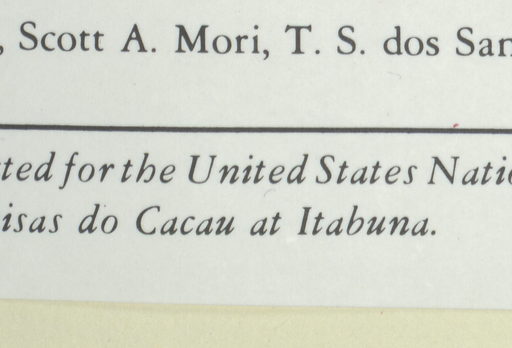 , Scott A. Mori, T. S. dos San
ted for the United States Natio
isas do Cacau at Itabuna.